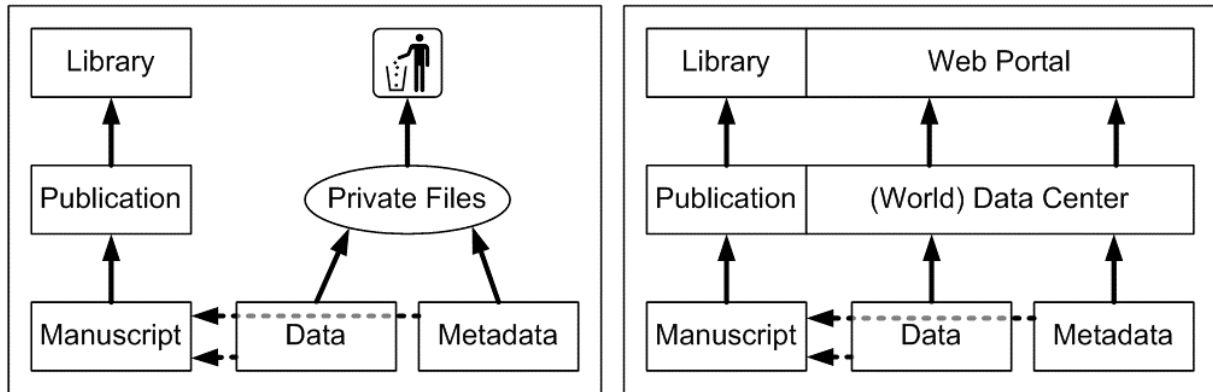 Library
Publication
Private Files
Manuscript
Data
Metadata
Library
Web Portal
Publication
(World) Data Center
Manuscript
Data
Metadata